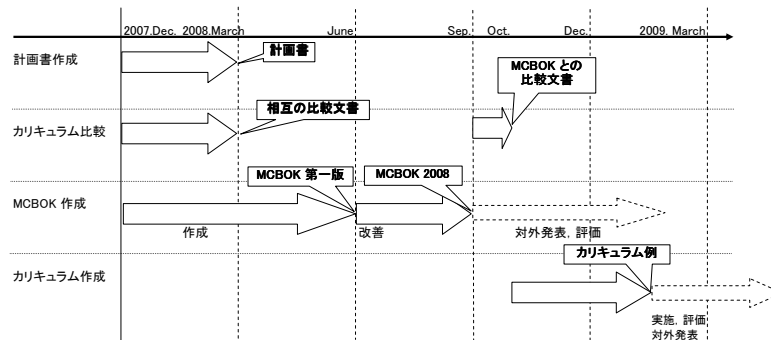 2007.Dec. 2008.March June Sep. Oct. Dec. 2009. March
計画書作成
計画書
MCBOK との
比較文書
カリキュラム比較
相互の比較文書
MCBOK 第一版
MCBOK 2008
MCBOK 作成
作成
改善
対外発表, 評価
カリキュラム例
カリキュラム作成
実施, 評価
対外発表